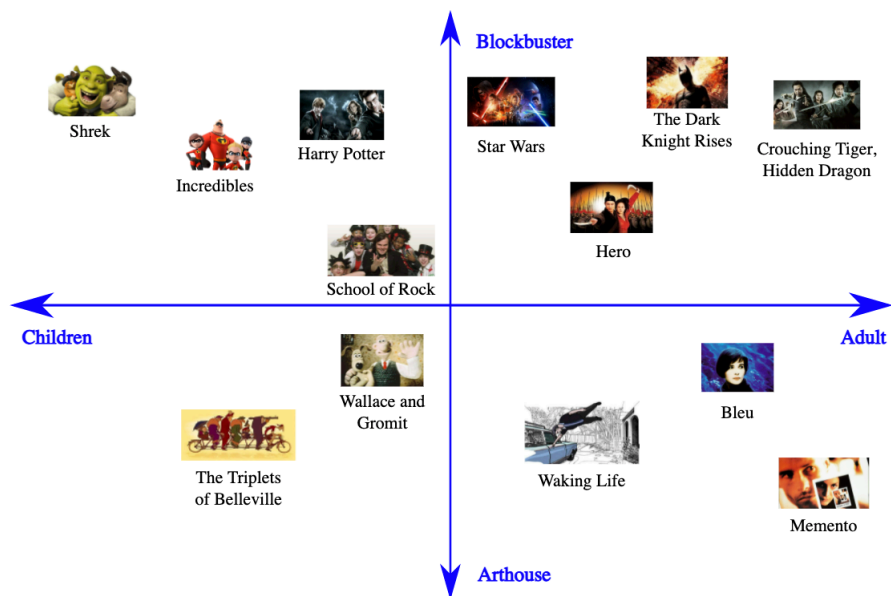 Blockbuster
Shrek
Incredibles
Harry Potter
Star Wars
The Dark
Knight Rises
Crouching Tiger,
Hidden Dragon
Hero
School of Rock
Children
Adult
Wallace and
Gromit
Bleu
The Triplets
of Belleville
Waking Life
Memento
Arthouse